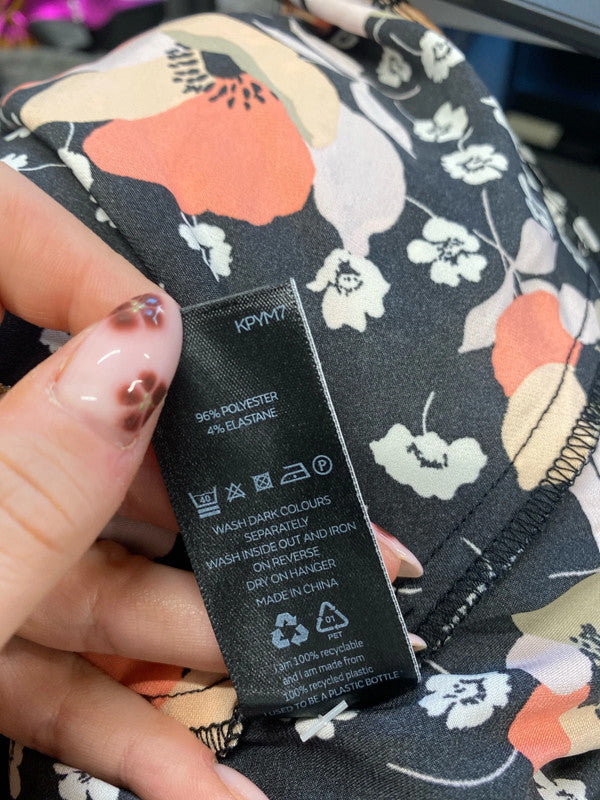 KPYM7
96% POLYESTER
4% ELASTANE
40
P
WASH DARK COLOURS
SEPARATELY
WASH INSIDE OUT AND IRON
ON REVERSE
DRY ON HANGER
MADE IN CHINA
01
PET
I am 100% recyclable
and I am made from
100% recycled plastic
I USED TO BE A PLASTIC BOTTLE